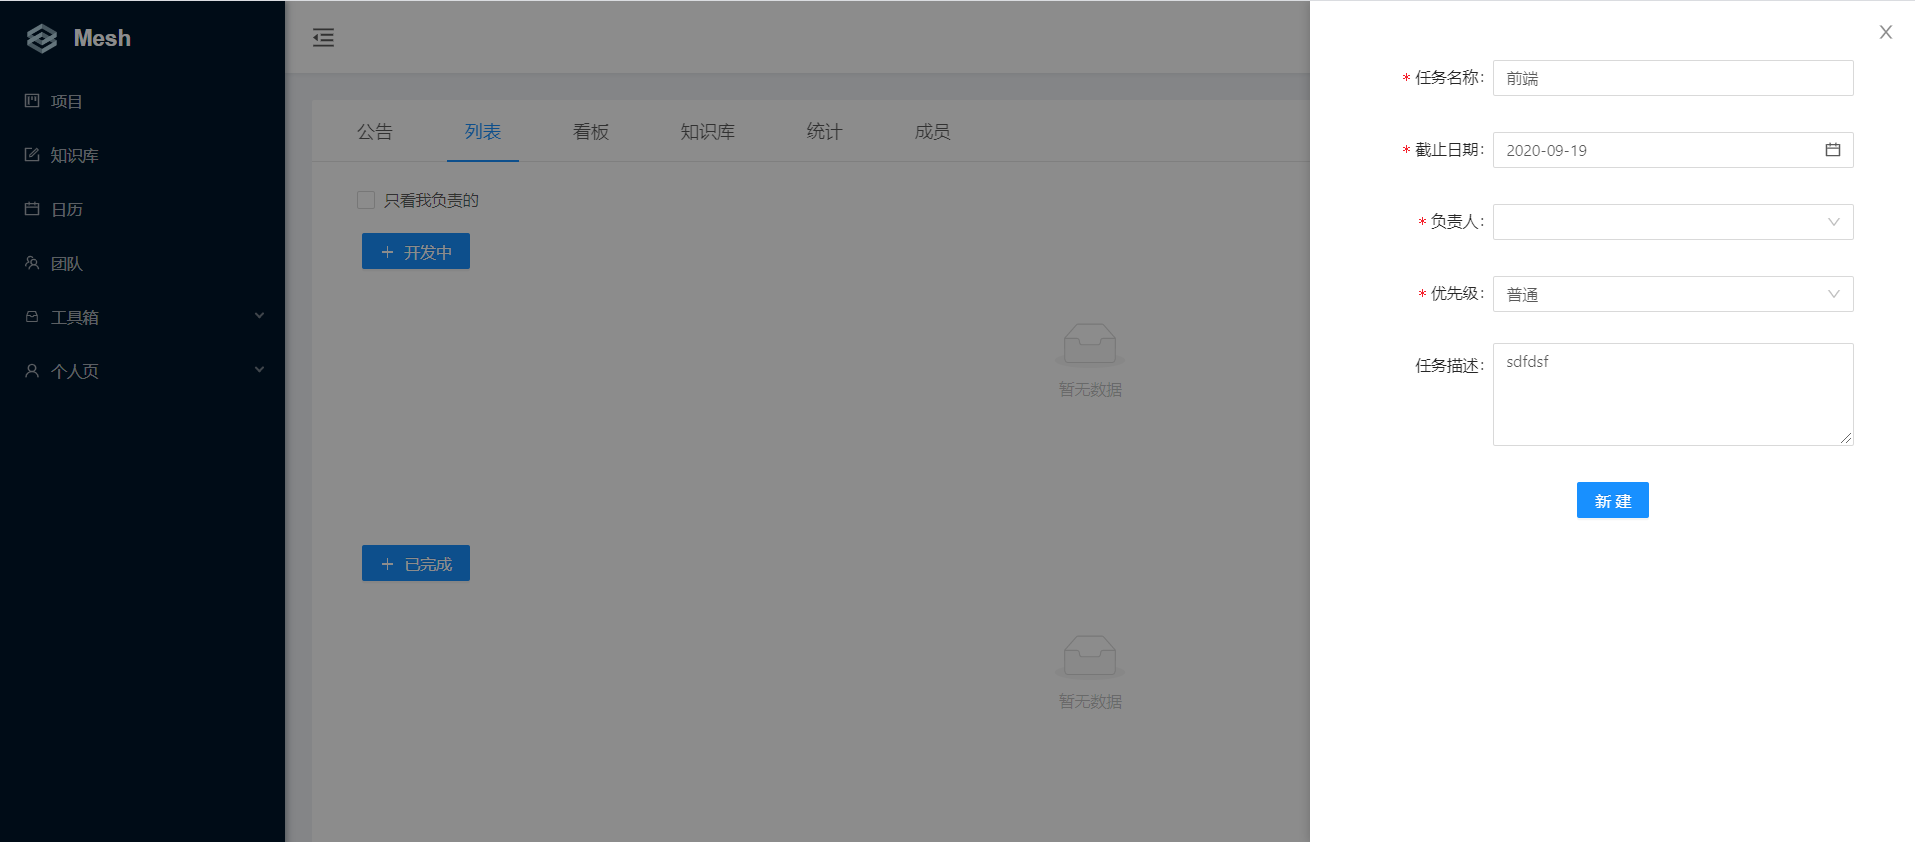 Mesh
项目
知识库
日历
团队
工具箱
个人页
公告 列表 看板 知识库 统计 成员
只看我负责的
+ 开发中
暂无数据
+ 已完成
暂无数据
* 任务名称: 前端
* 截止日期: 2020-09-19
* 负责人:
* 优先级: 普通
任务描述: sdfdsf
新 建